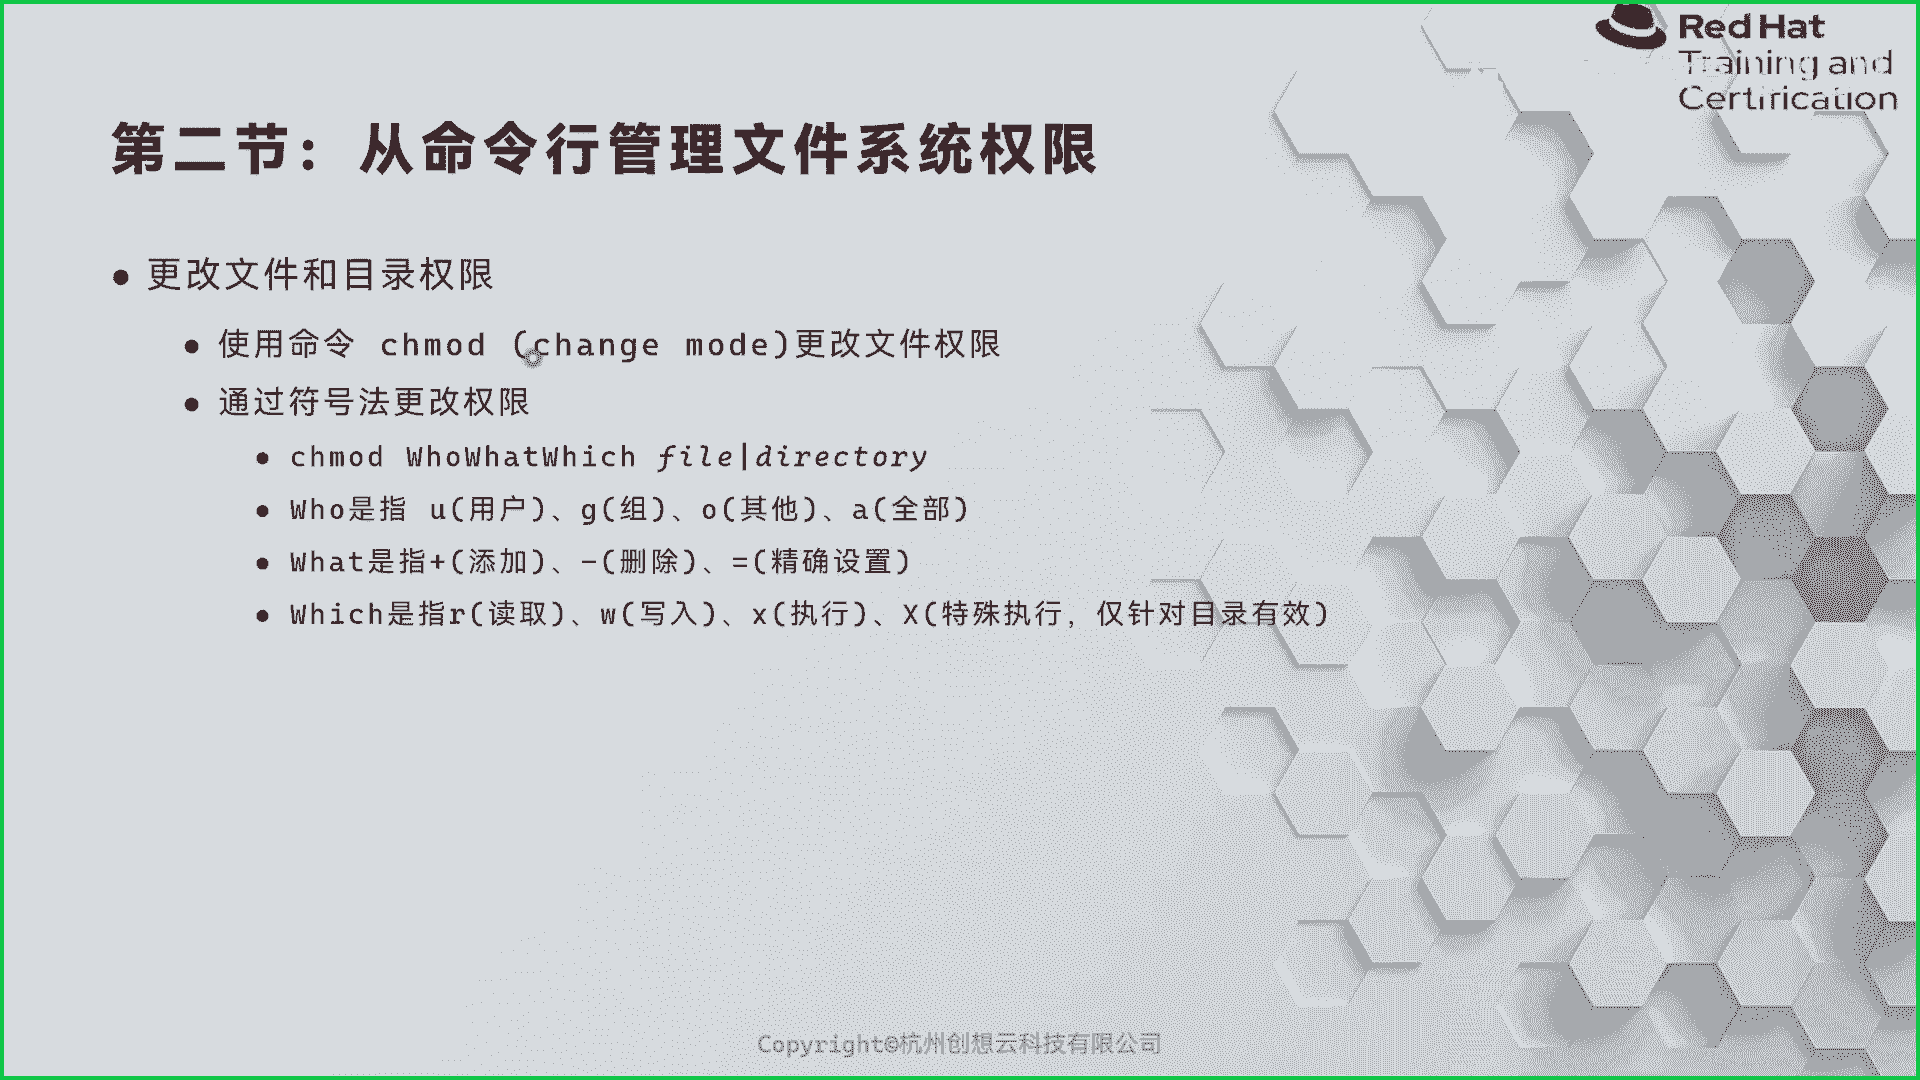 Red Hat
Training and
Certification
第二节：从命令行管理文件系统权限
● 更改文件和目录权限
● 使用命令 chmod (change mode)更改文件权限
● 通过符号法更改权限
● chmod WhoWhatWhich file|directory
● Who是指 u(用户)、g(组)、o(其他)、a(全部)
● What是指+(添加)、-(删除)、=(精确设置)
● Which是指r(读取)、w(写入)、x(执行)、X(特殊执行，仅针对目录有效)
Copyright©杭州创想云科技有限公司